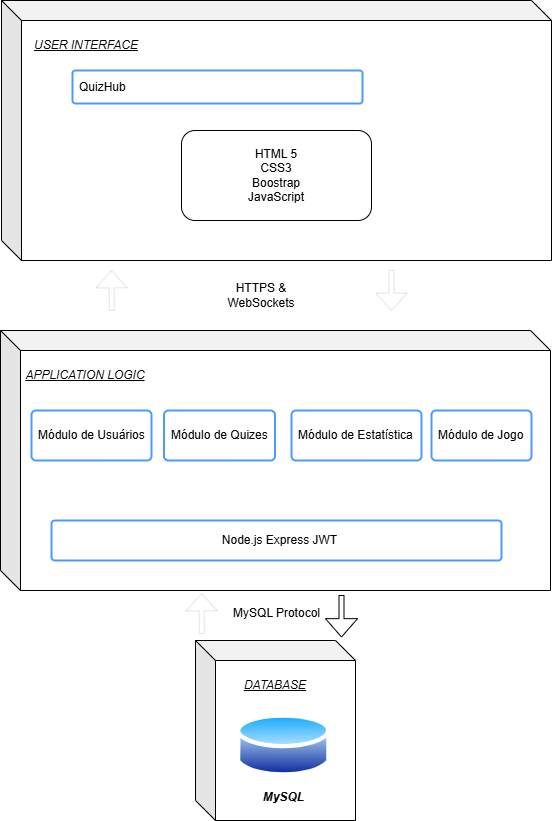 USER INTERFACE
QuizHub
HTML 5
CSS3
Boostrap
JavaScript
HTTPS &
WebSockets
APPLICATION LOGIC
Módulo de Usuários
Módulo de Quizes
Módulo de Estatística
Módulo de Jogo
Node.js Express JWT
MySQL Protocol
DATABASE
MySQL